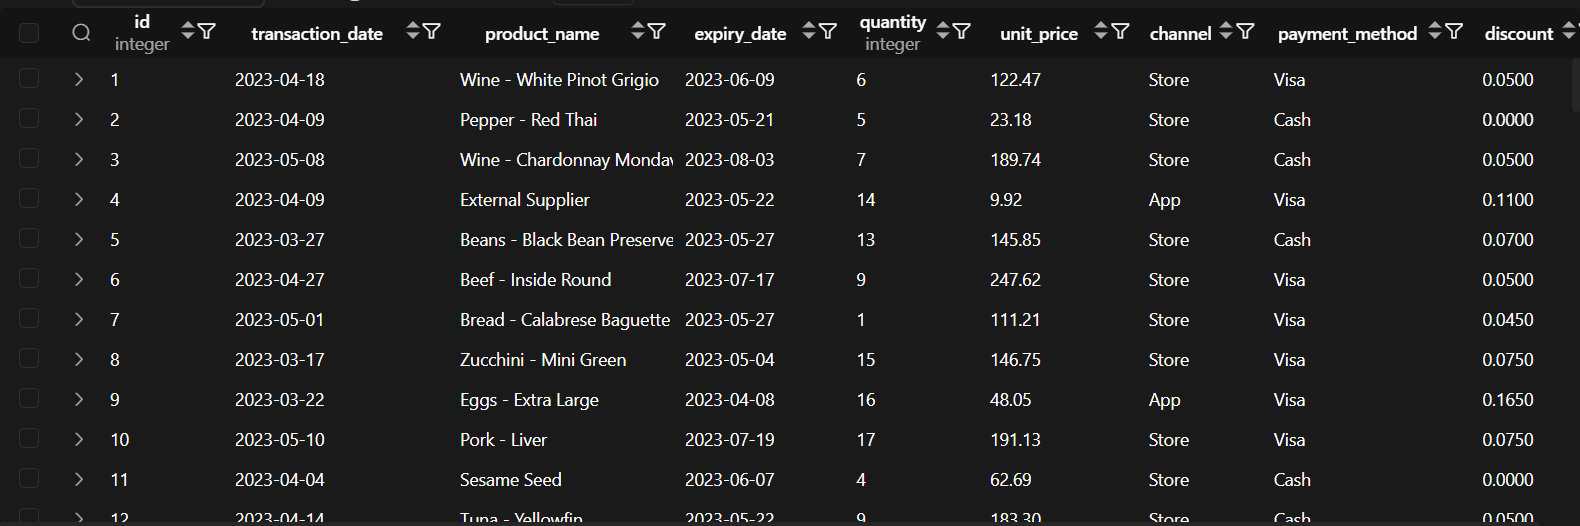 id transaction_date product_name expiry_date quantity unit_price channel payment_method discount
integer integer
1 2023-04-18 Wine - White Pinot Grigio 2023-06-09 6 122.47 Store Visa 0.0500
2 2023-04-09 Pepper - Red Thai 2023-05-21 5 23.18 Store Cash 0.0000
3 2023-05-08 Wine - Chardonnay Mondav 2023-08-03 7 189.74 Store Cash 0.0500
4 2023-04-09 External Supplier 2023-05-22 14 9.92 App Visa 0.1100
5 2023-03-27 Beans - Black Bean Preserve 2023-05-27 13 145.85 Store Cash 0.0700
6 2023-04-27 Beef - Inside Round 2023-07-17 9 247.62 Store Visa 0.0500
7 2023-05-01 Bread - Calabrese Baguette 2023-05-27 1 111.21 Store Visa 0.0450
8 2023-03-17 Zucchini - Mini Green 2023-05-04 15 146.75 Store Visa 0.0750
9 2023-03-22 Eggs - Extra Large 2023-04-08 16 48.05 App Visa 0.1650
10 2023-05-10 Pork - Liver 2023-07-19 17 191.13 Store Visa 0.0750
11 2023-04-04 Sesame Seed 2023-06-07 4 62.69 Store Cash 0.0000
12 2023-04-14 Tuna - Yellowfin 2023-05-22 9 183.30 Store Cash 0.0500